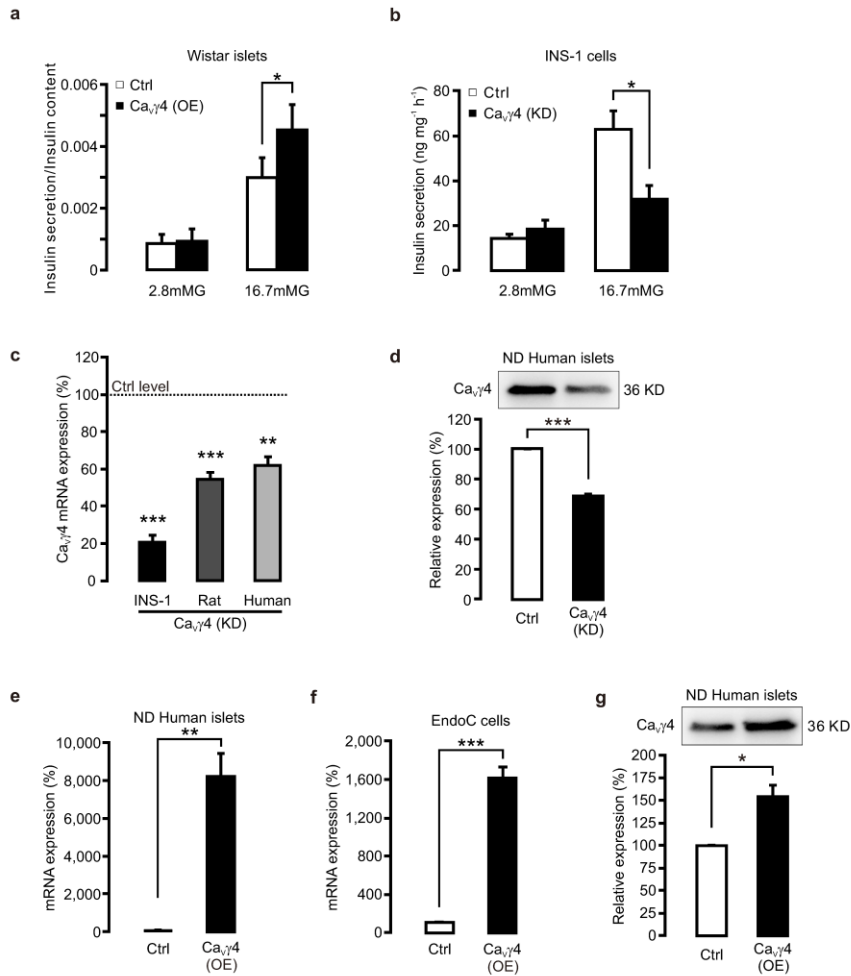 a
Wistar islets
Insulin secretion/Insulin content
0.006
0.004
0.002
0
Ctrl
Caᵥγ4 (OE)
*
2.8mMG
16.7mMG
b
INS-1 cells
Insulin secretion (ng mg⁻¹ h⁻¹)
80
60
40
20
0
Ctrl
Caᵥγ4 (KD)
*
2.8mMG
16.7mMG
c
Caᵥγ4 mRNA expression (%)
120
100
80
60
40
20
0
Ctrl level
***
***
**
INS-1
Rat
Human
Caᵥγ4 (KD)
d
ND Human islets
Caᵥγ4
36 KD
Relative expression (%)
120
100
80
60
40
20
0
***
Ctrl
Caᵥγ4
(KD)
e
ND Human islets
mRNA expression (%)
10,000
8,000
6,000
4,000
2,000
0
**
Ctrl
Caᵥγ4
(OE)
f
EndoC cells
mRNA expression (%)
2,000
1,600
1,200
800
400
0
***
Ctrl
Caᵥγ4
(OE)
g
ND Human islets
Caᵥγ4
36 KD
Relative expression (%)
200
175
150
125
100
75
50
25
0
*
Ctrl
Caᵥγ4
(OE)